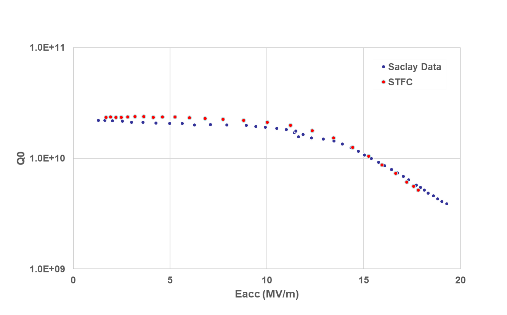 1.0E+11
Saclay Data
STFC
Q0
1.0E+10
1.0E+09
0 5 10 15 20
Eacc (MV/m)